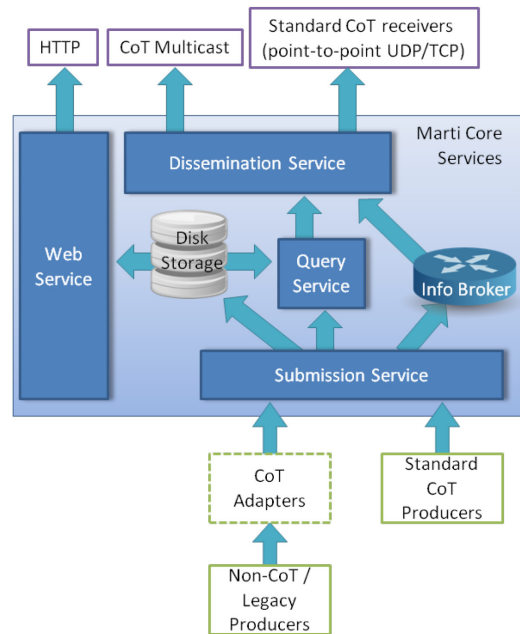 HTTP
CoT Multicast
Standard CoT receivers
(point-to-point UDP/TCP)
Marti Core
Services
Dissemination Service
Web
Service
Disk
Storage
Query
Service
Info Broker
Submission Service
CoT
Adapters
Standard
CoT
Producers
Non-CoT /
Legacy
Producers